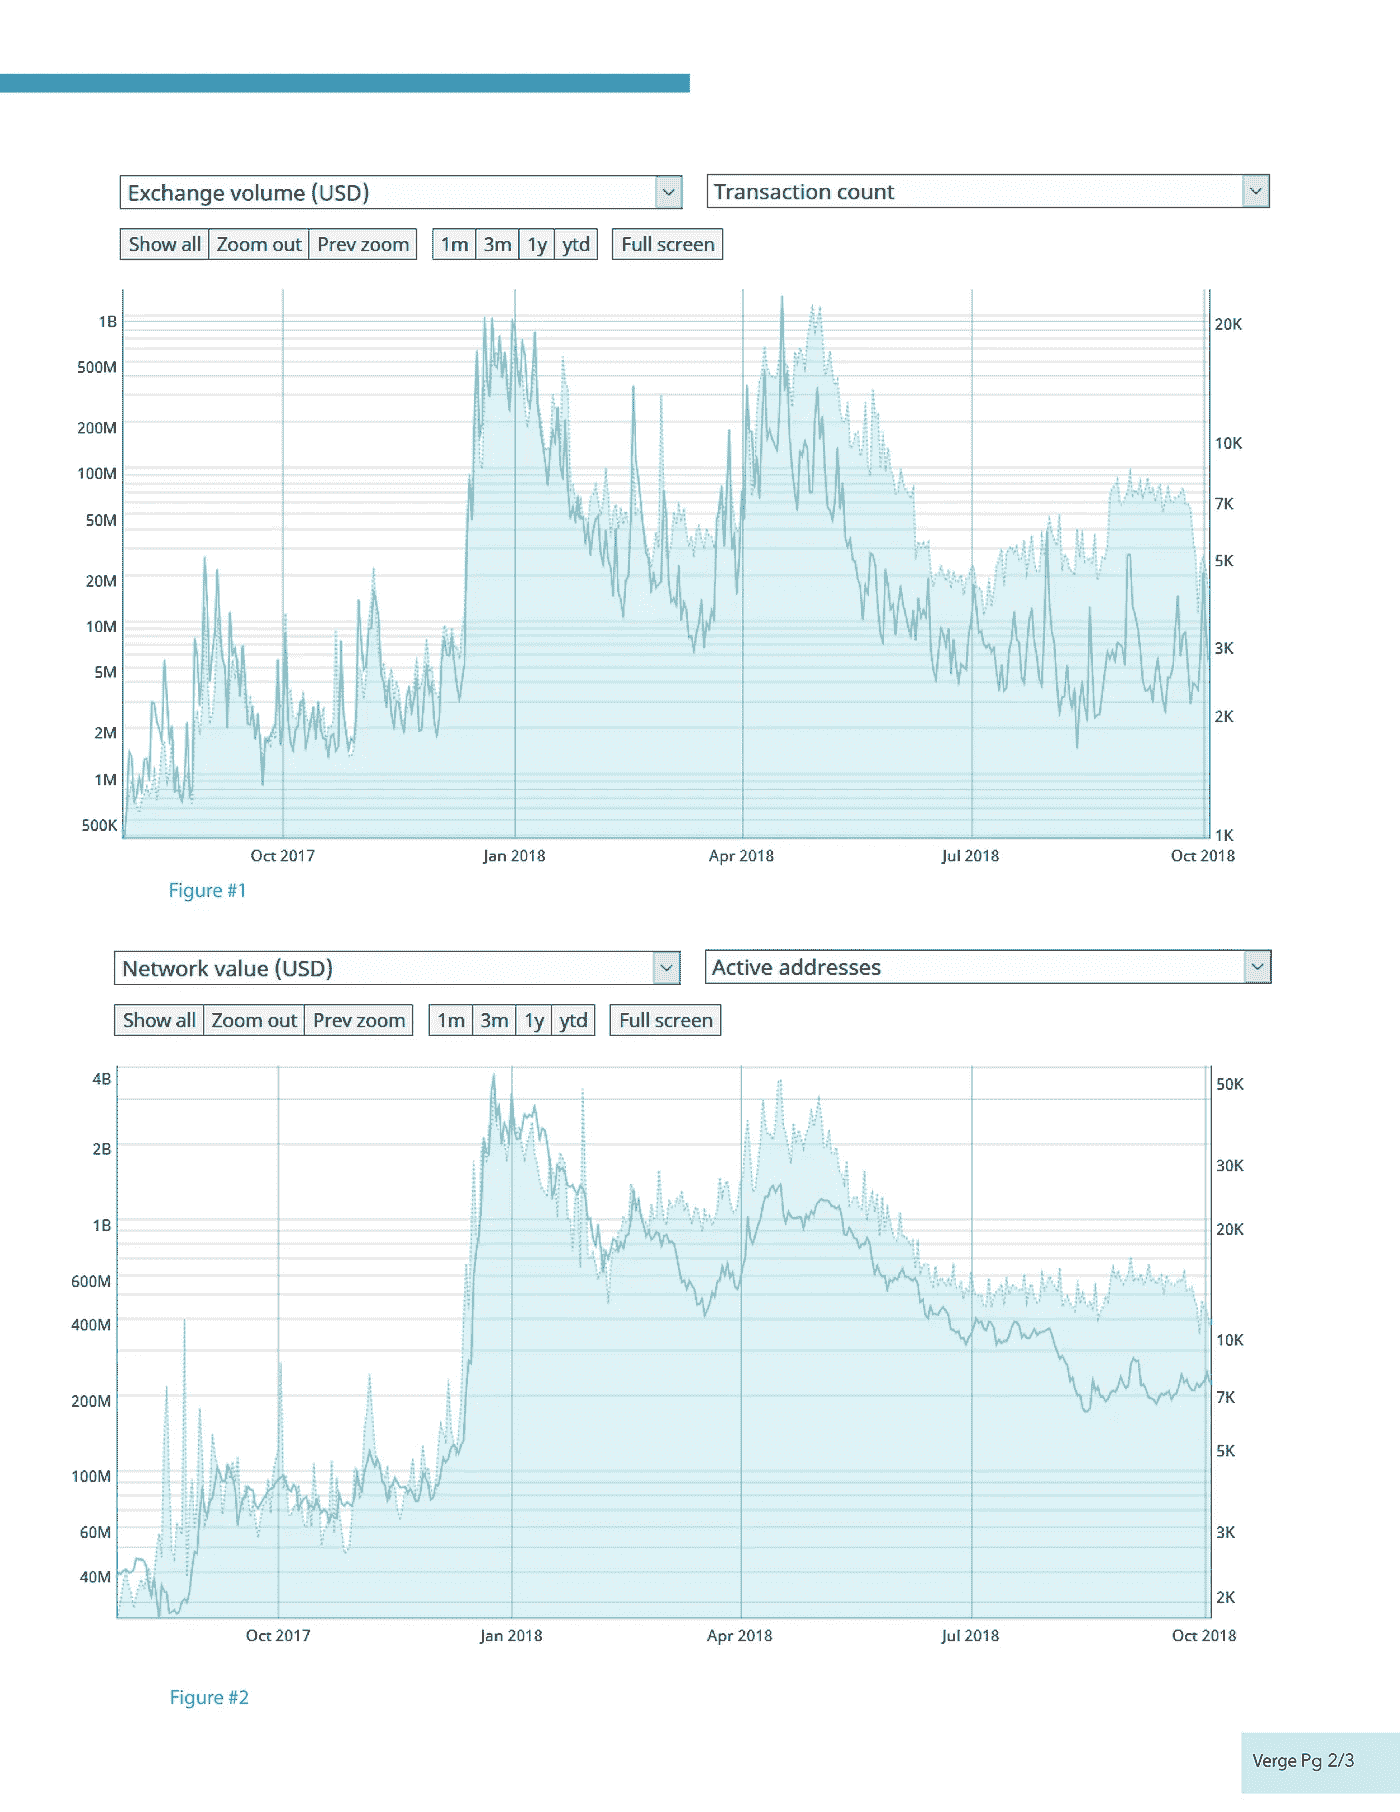 Exchange volume (USD) Transaction count
Show all Zoom out Prev zoom 1m 3m 1y ytd Full screen
1B 20K
500M
200M 10K
100M
7K
50M
5K
20M
10M
3K
5M
2K
2M
1M
500K 1K
Oct 2017 Jan 2018 Apr 2018 Jul 2018 Oct 2018
Figure #1
Network value (USD) Active addresses
Show all Zoom out Prev zoom 1m 3m 1y ytd Full screen
4B 50K
2B
30K
1B 20K
600M
400M
10K
200M 7K
5K
100M
60M 3K
40M
2K
Oct 2017 Jan 2018 Apr 2018 Jul 2018 Oct 2018
Figure #2
Verge Pg 2/3